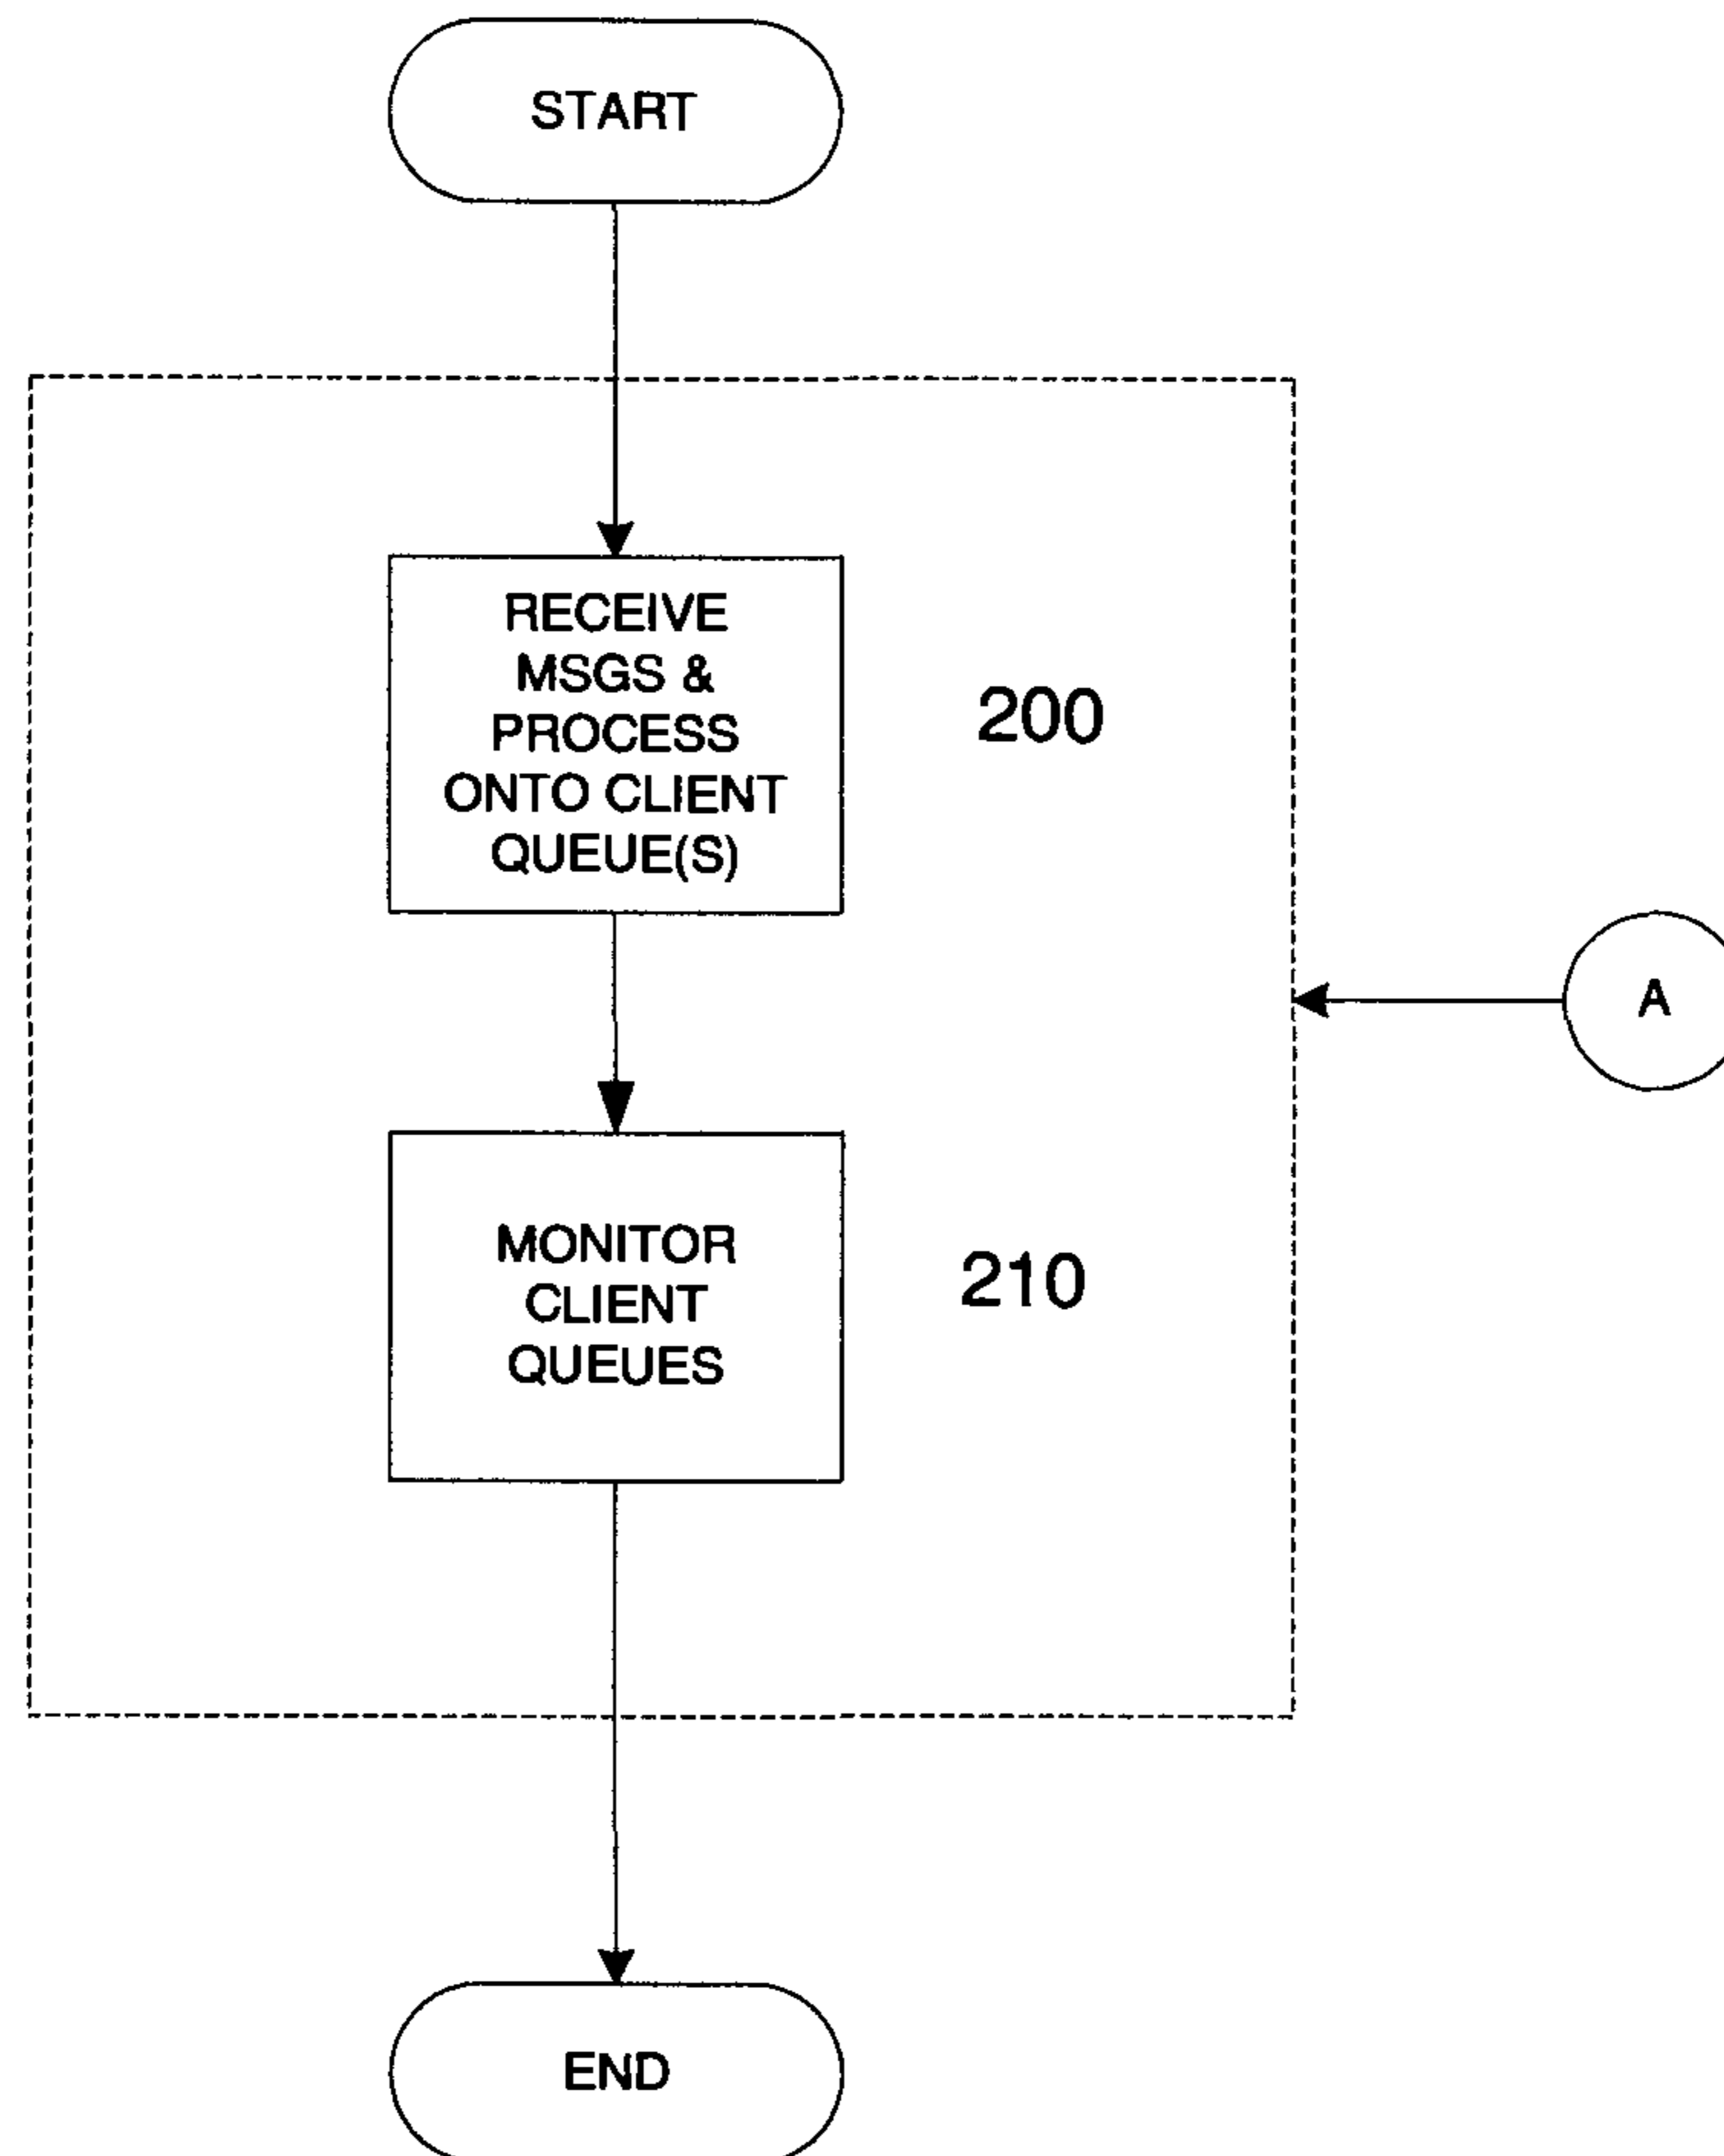 START
RECEIVE
MSGS &
PROCESS
ONTO CLIENT
QUEUE(S)
200
A
MONITOR
CLIENT
QUEUES
210
END